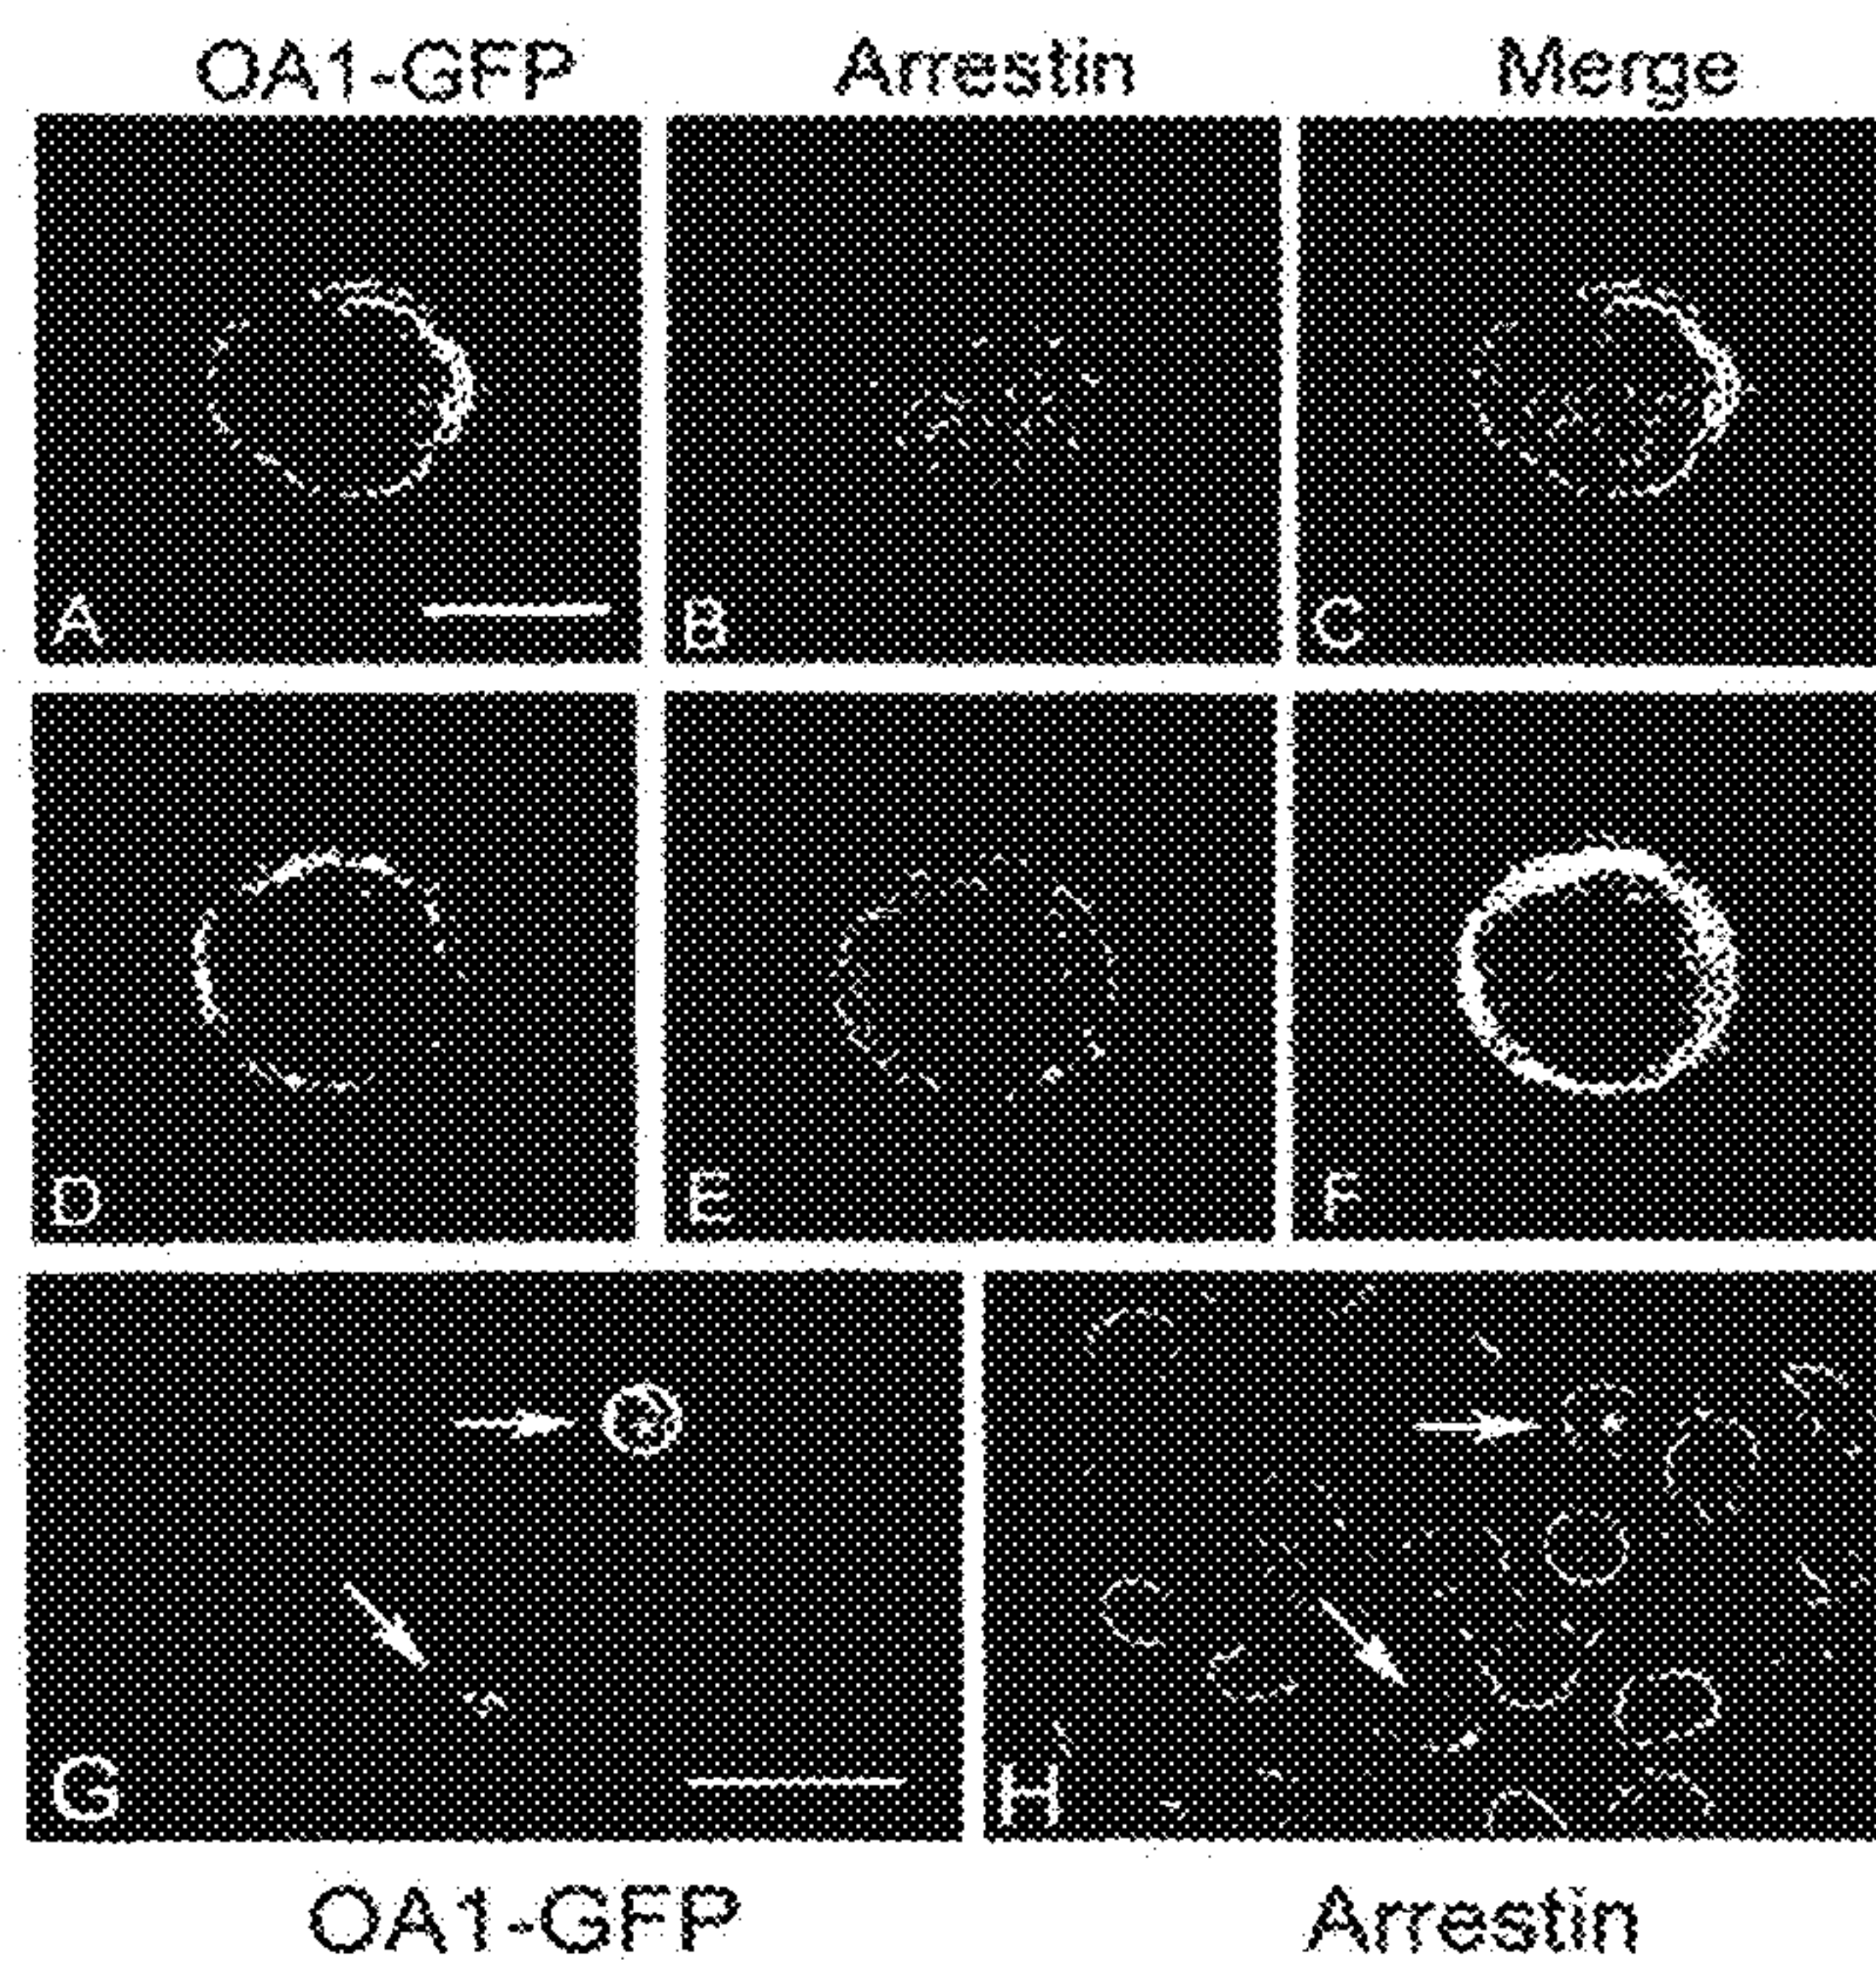 OA1-GFP Arrestin Merge
A B C
D E F
G H
OA1-GFP Arrestin